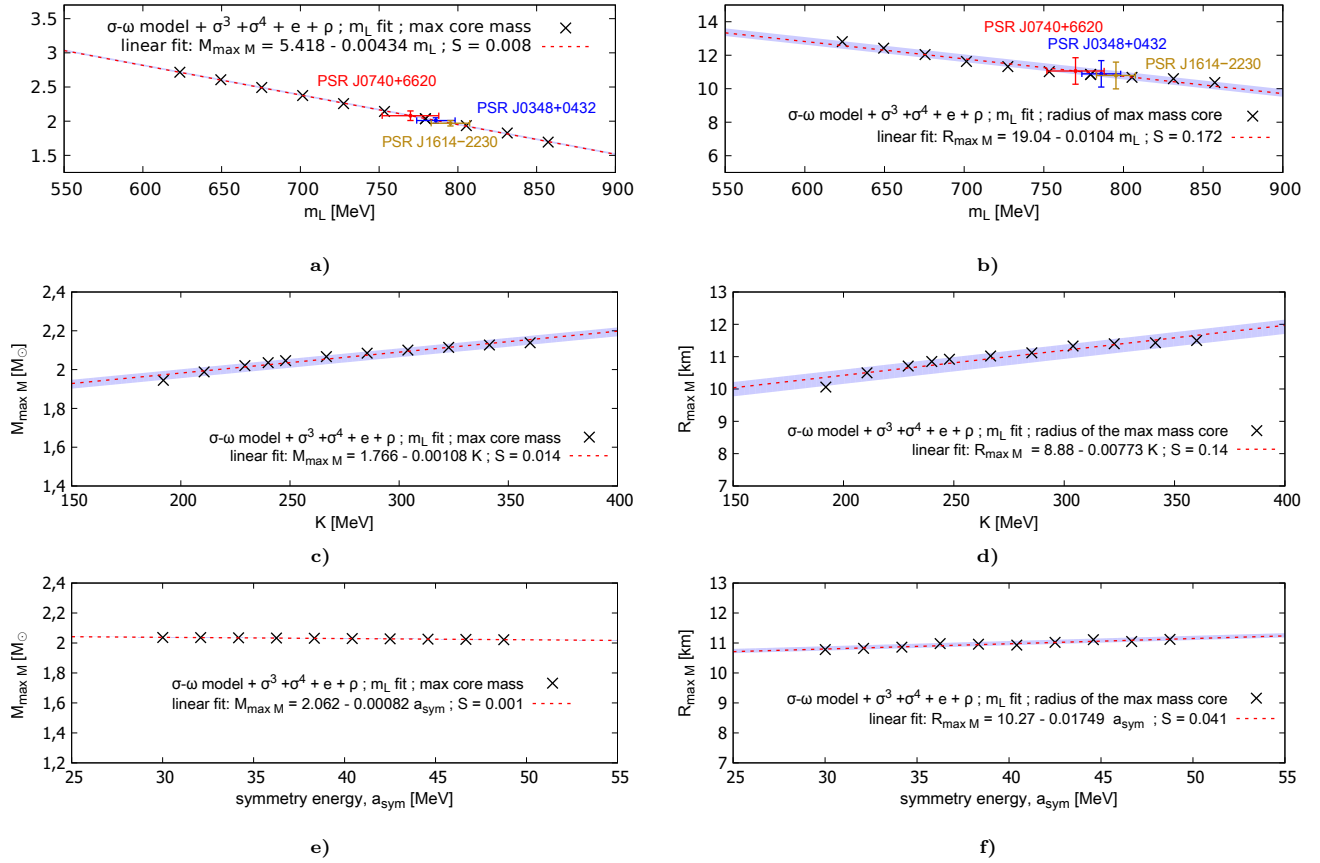 σ-ω model + σ³ +σ⁴ + e + ρ ; m_L fit ; max core mass
linear fit: M_max M = 5.418 - 0.00434 m_L ; S = 0.008
PSR J0740+6620
PSR J0348+0432
PSR J1614−2230
3.5
3
2.5
2
1.5
550 600 650 700 750 800 850 900
m_L [MeV]
a)
PSR J0740+6620
PSR J0348+0432
PSR J1614−2230
σ-ω model + σ³ +σ⁴ + e + ρ ; m_L fit ; radius of max mass core
linear fit: R_max M = 19.04 - 0.0104 m_L ; S = 0.172
14
12
10
8
6
550 600 650 700 750 800 850 900
m_L [MeV]
b)
M_max M [M⊙]
2,4
2,2
2
1,8
1,6
1,4
σ-ω model + σ³ +σ⁴ + e + ρ ; m_L fit ; max core mass
linear fit: M_max M = 1.766 - 0.00108 K ; S = 0.014
150 200 250 300 350 400
K [MeV]
c)
R_max M [km]
13
12
11
10
9
8
7
σ-ω model + σ³ +σ⁴ + e + ρ ; m_L fit ; radius of the max mass core
linear fit: R_max M = 8.88 - 0.00773 K ; S = 0.14
150 200 250 300 350 400
K [MeV]
d)
M_max M [M⊙]
2,4
2,2
2
1,8
1,6
1,4
1,2
σ-ω model + σ³ +σ⁴ + e + ρ ; m_L fit ; max core mass
linear fit: M_max M = 2.062 - 0.00082 a_sym ; S = 0.001
25 30 35 40 45 50 55
symmetry energy, a_sym [MeV]
e)
R_max M [km]
13
12
11
10
9
8
7
σ-ω model + σ³ +σ⁴ + e + ρ ; m_L fit ; radius of the max mass core
linear fit: R_max M = 10.27 - 0.01749 a_sym ; S = 0.041
25 30 35 40 45 50 55
symmetry energy, a_sym [MeV]
f)